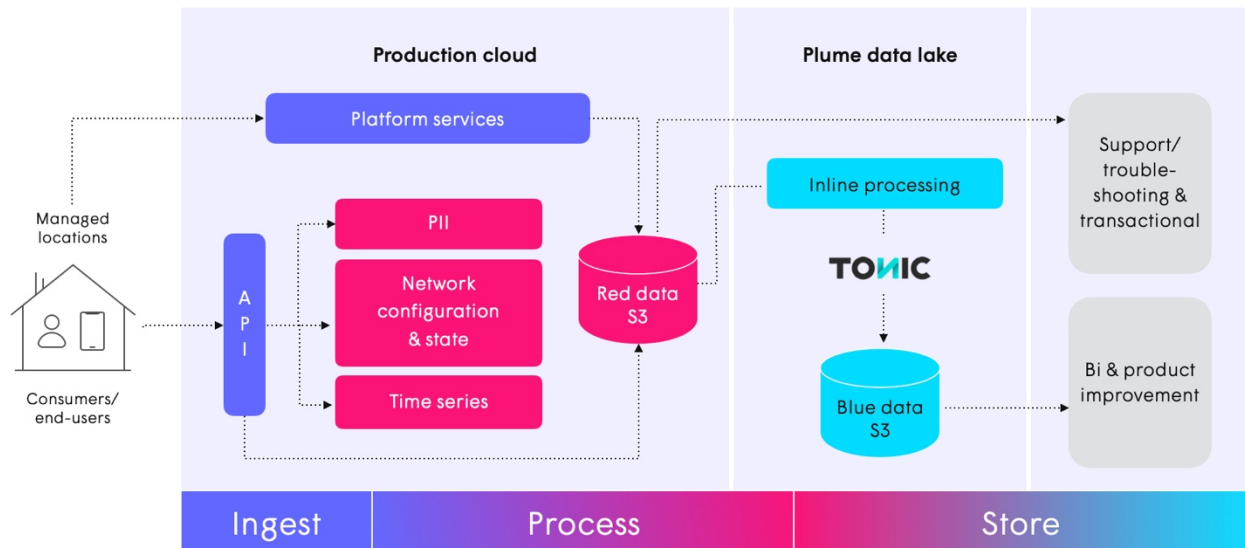 Production cloud
Plume data lake
Platform services
Support/
trouble-
shooting &
transactional
Inline processing
Managed
locations
PII
TONIC
API
Network
configuration
& state
Red data
S3
Time series
Consumers/
end-users
Blue data
S3
Bi & product
improvement
Ingest
Process
Store